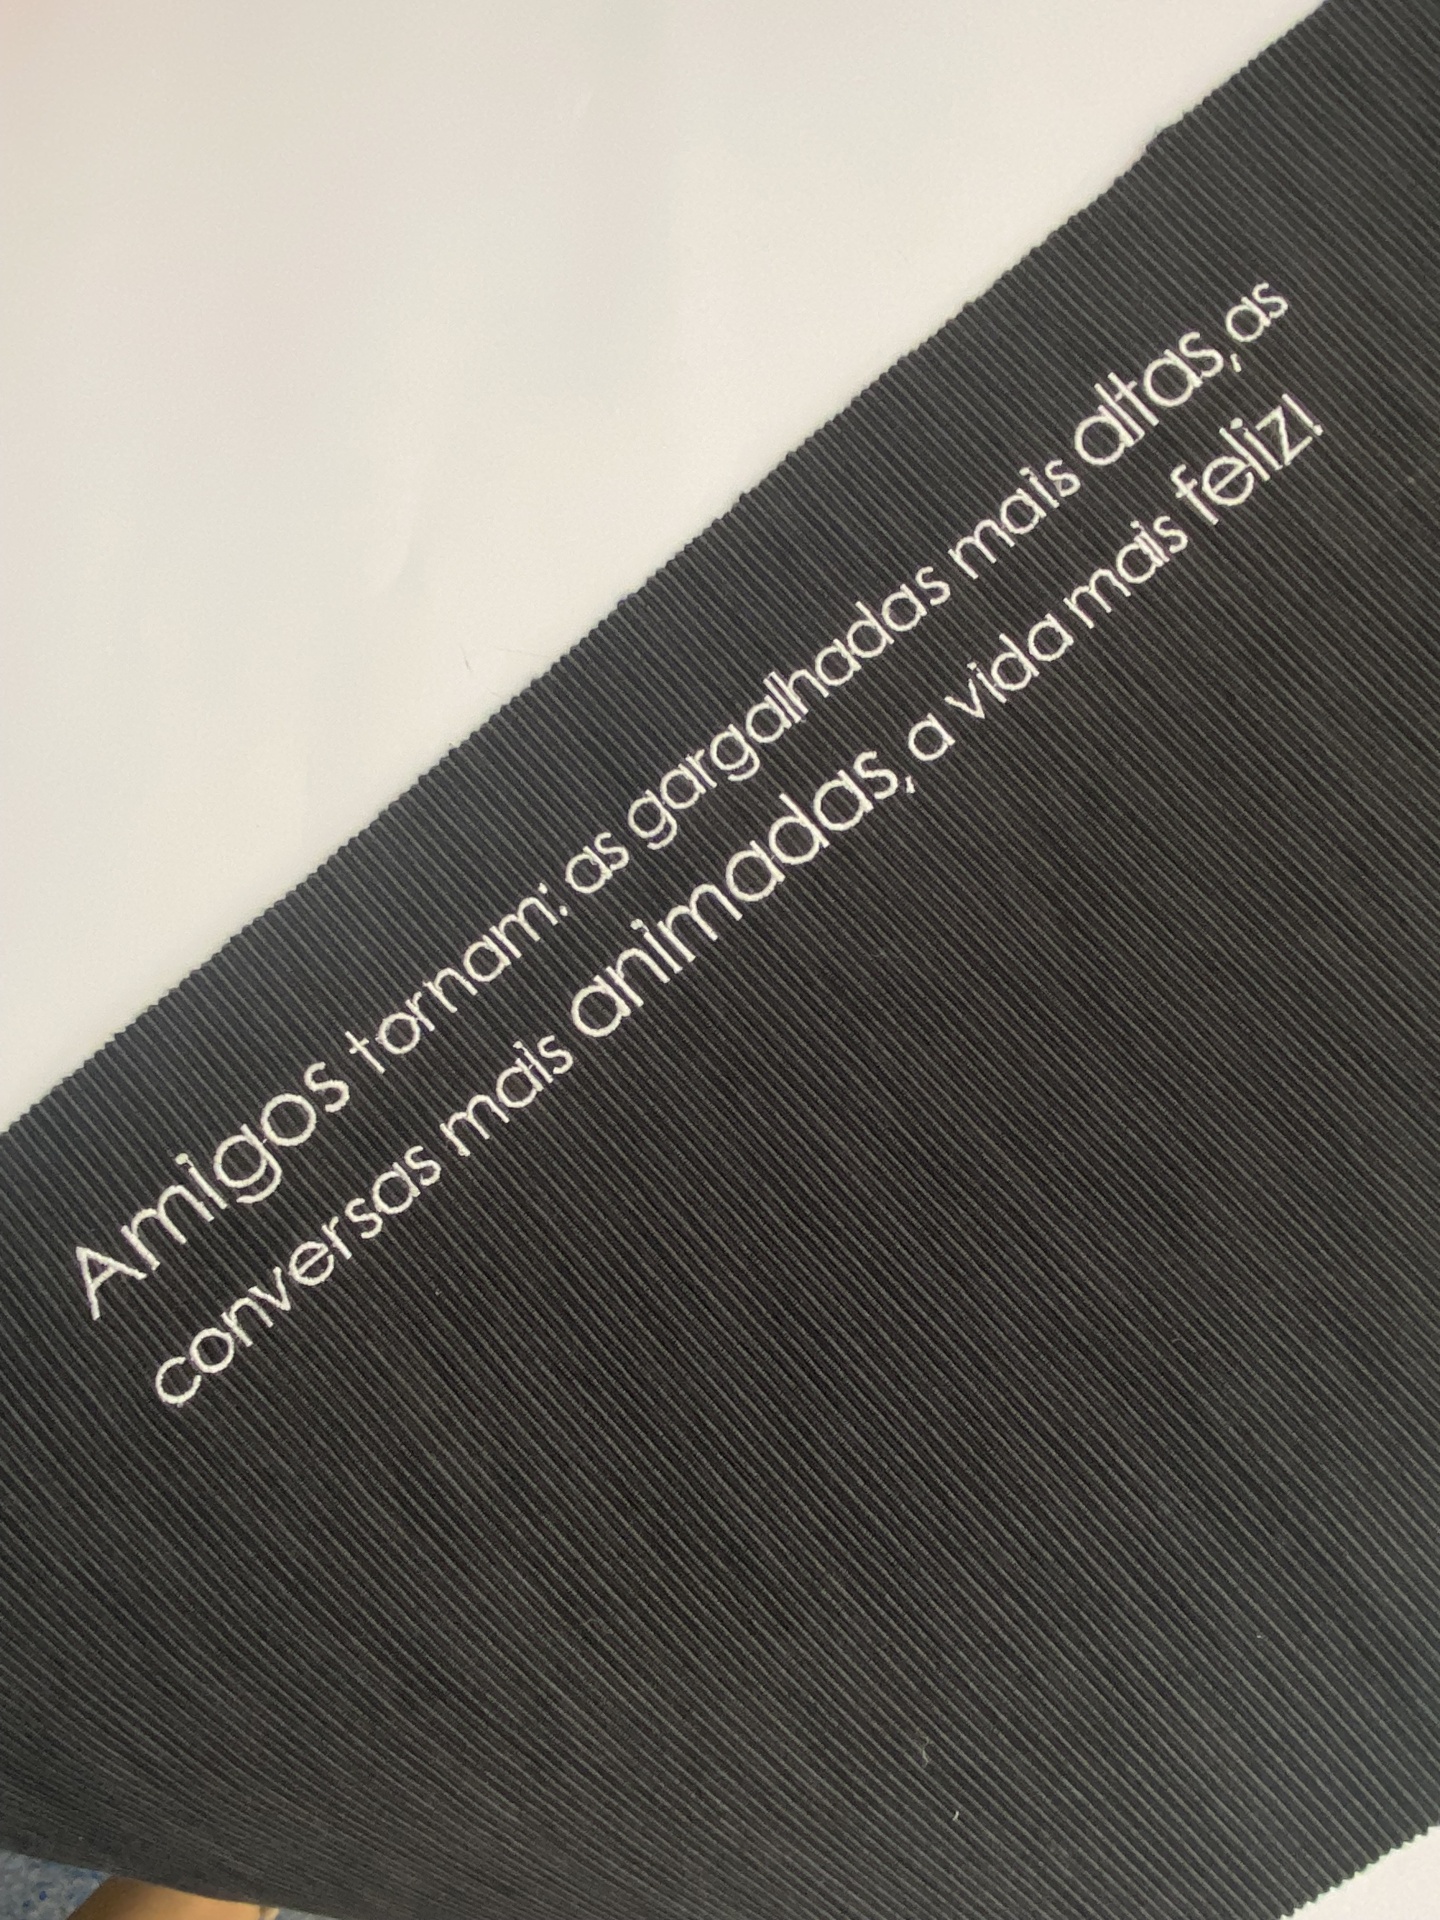 Amigos tornam: as gargalhadas mais altas, as
conversas mais animadas, a vida mais feliz!